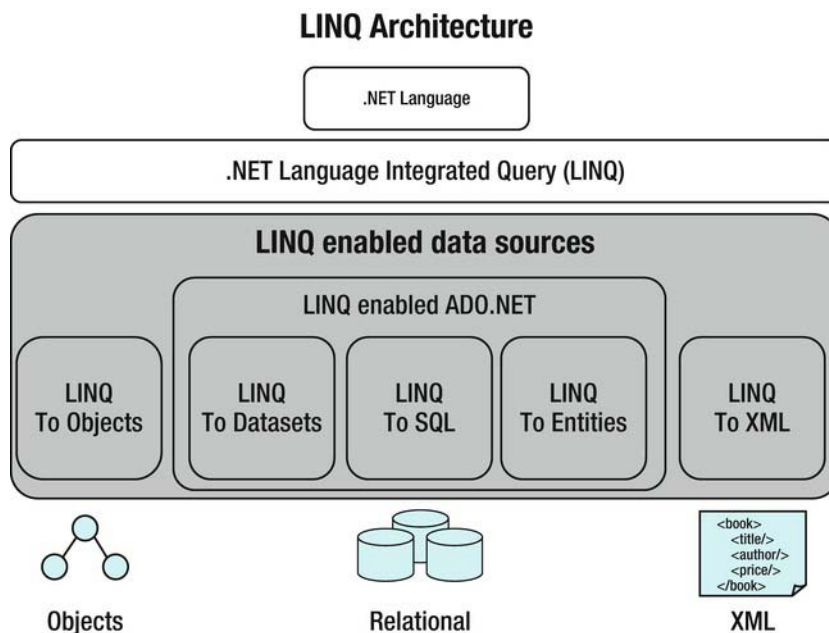 LINQ Architecture
.NET Language
.NET Language Integrated Query (LINQ)
LINQ enabled data sources
LINQ enabled ADO.NET
LINQ
To Objects
LINQ
To Datasets
LINQ
To SQL
LINQ
To Entities
LINQ
To XML
<book>
<title/>
<author/>
<price/>
</book>
Objects
Relational
XML